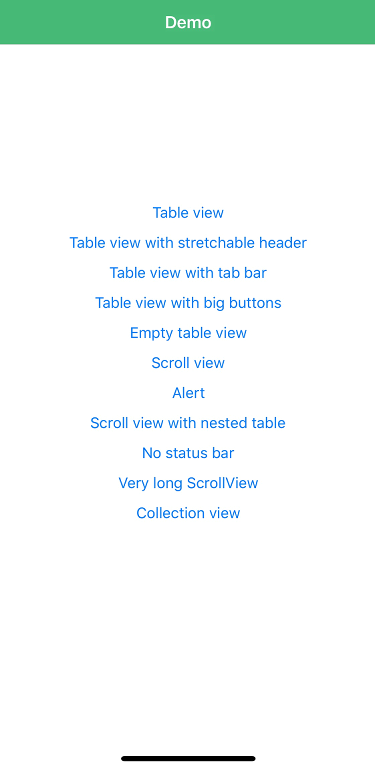 Demo
Table view
Table view with stretchable header
Table view with tab bar
Table view with big buttons
Empty table view
Scroll view
Alert
Scroll view with nested table
No status bar
Very long ScrollView
Collection view